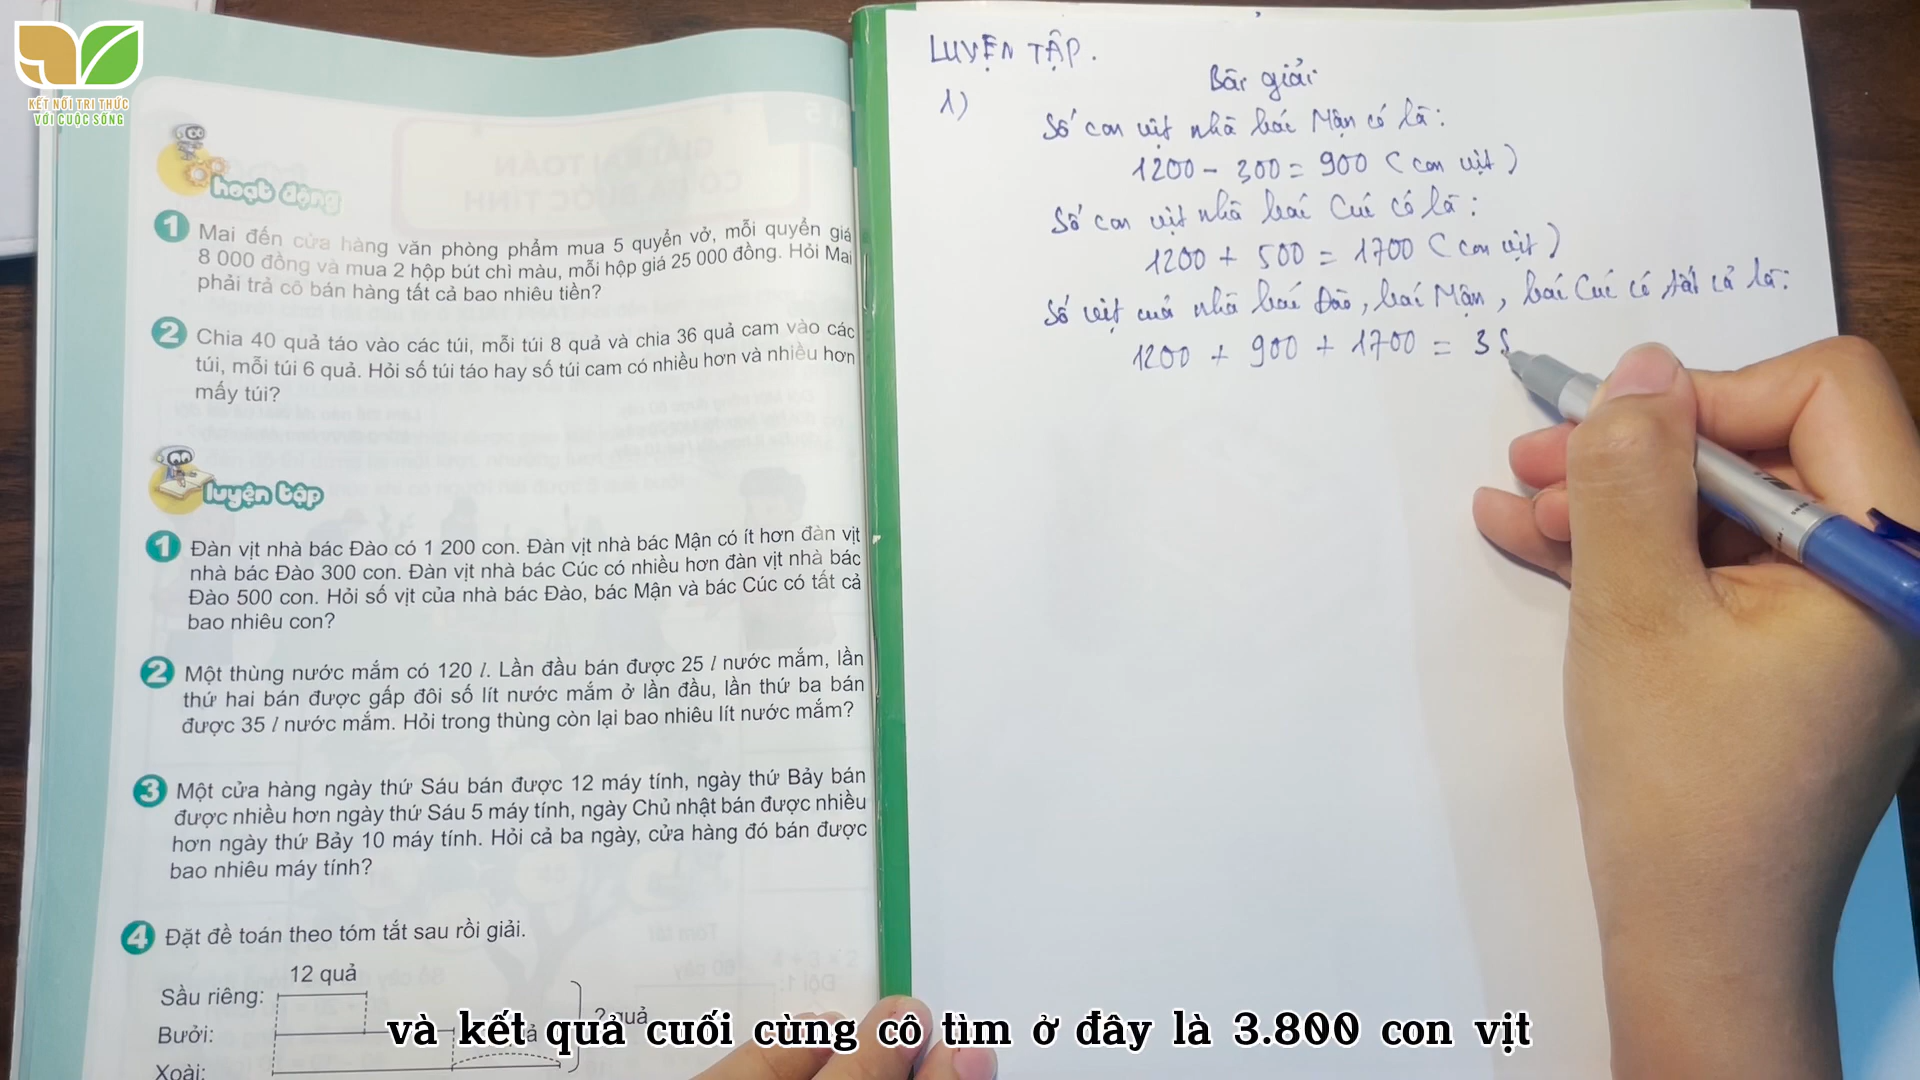 KẾT NỐI TRI THỨC
VỚI CUỘC SỐNG
hoạt động
1 Mai đến cửa hàng văn phòng phẩm mua 5 quyển vở, mỗi quyển giá
8 000 đồng và mua 2 hộp bút chì màu, mỗi hộp giá 25 000 đồng. Hỏi Mai
phải trả cô bán hàng tất cả bao nhiêu tiền?
2 Chia 40 quả táo vào các túi, mỗi túi 8 quả và chia 36 quả cam vào các
túi, mỗi túi 6 quả. Hỏi số túi táo hay số túi cam có nhiều hơn và nhiều hơn
mấy túi?
luyện tập
1 Đàn vịt nhà bác Đào có 1 200 con. Đàn vịt nhà bác Mận có ít hơn đàn vịt
nhà bác Đào 300 con. Đàn vịt nhà bác Cúc có nhiều hơn đàn vịt nhà bác
Đào 500 con. Hỏi số vịt của nhà bác Đào, bác Mận và bác Cúc có tất cả
bao nhiêu con?
2 Một thùng nước mắm có 120 l. Lần đầu bán được 25 l nước mắm, lần
thứ hai bán được gấp đôi số lít nước mắm ở lần đầu, lần thứ ba bán
được 35 l nước mắm. Hỏi trong thùng còn lại bao nhiêu lít nước mắm?
3 Một cửa hàng ngày thứ Sáu bán được 12 máy tính, ngày thứ Bảy bán
được nhiều hơn ngày thứ Sáu 5 máy tính, ngày Chủ nhật bán được nhiều
hơn ngày thứ Bảy 10 máy tính. Hỏi cả ba ngày, cửa hàng đó bán được
bao nhiêu máy tính?
4 Đặt đề toán theo tóm tắt sau rồi giải.
12 quả
Sầu riêng:
? quả
Bưởi:
Xoài:
LUYỆN TẬP.
Bài giải
1)
Số con vịt nhà bác Mận có là:
1200 - 300 = 900 (con vịt)
Số con vịt nhà bác Cúc có là:
1200 + 500 = 1700 (con vịt)
Số vịt của nhà bác Đào, bác Mận, bác Cúc có tất cả là:
1200 + 900 + 1700 = 3
và kết quả cuối cùng cô tìm ở đây là 3.800 con vịt